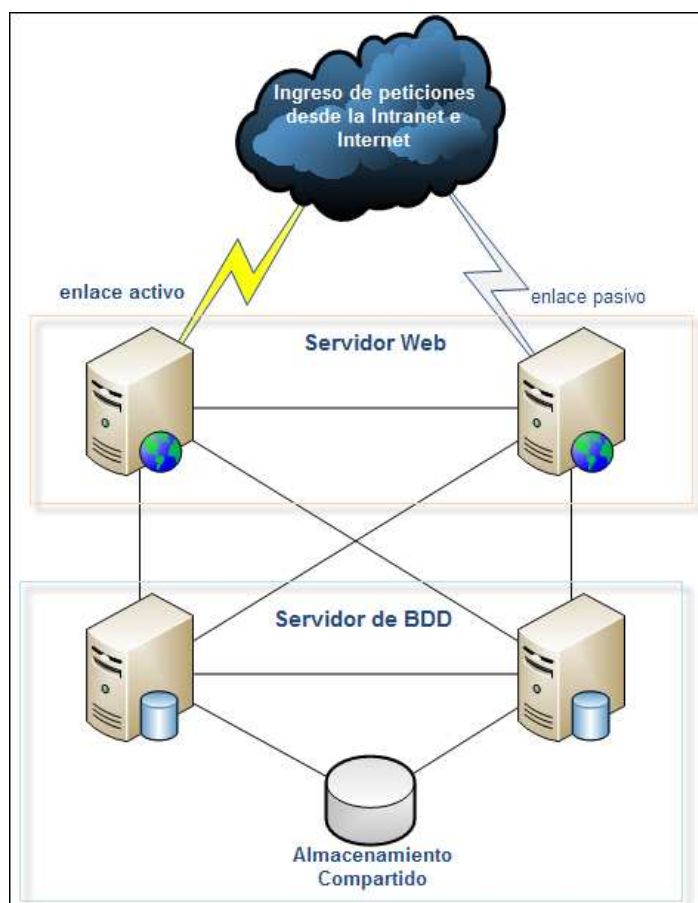 Ingreso de peticiones
desde la Intranet e
Internet
enlace activo
enlace pasivo
Servidor Web
Servidor de BDD
Almacenamiento
Compartido